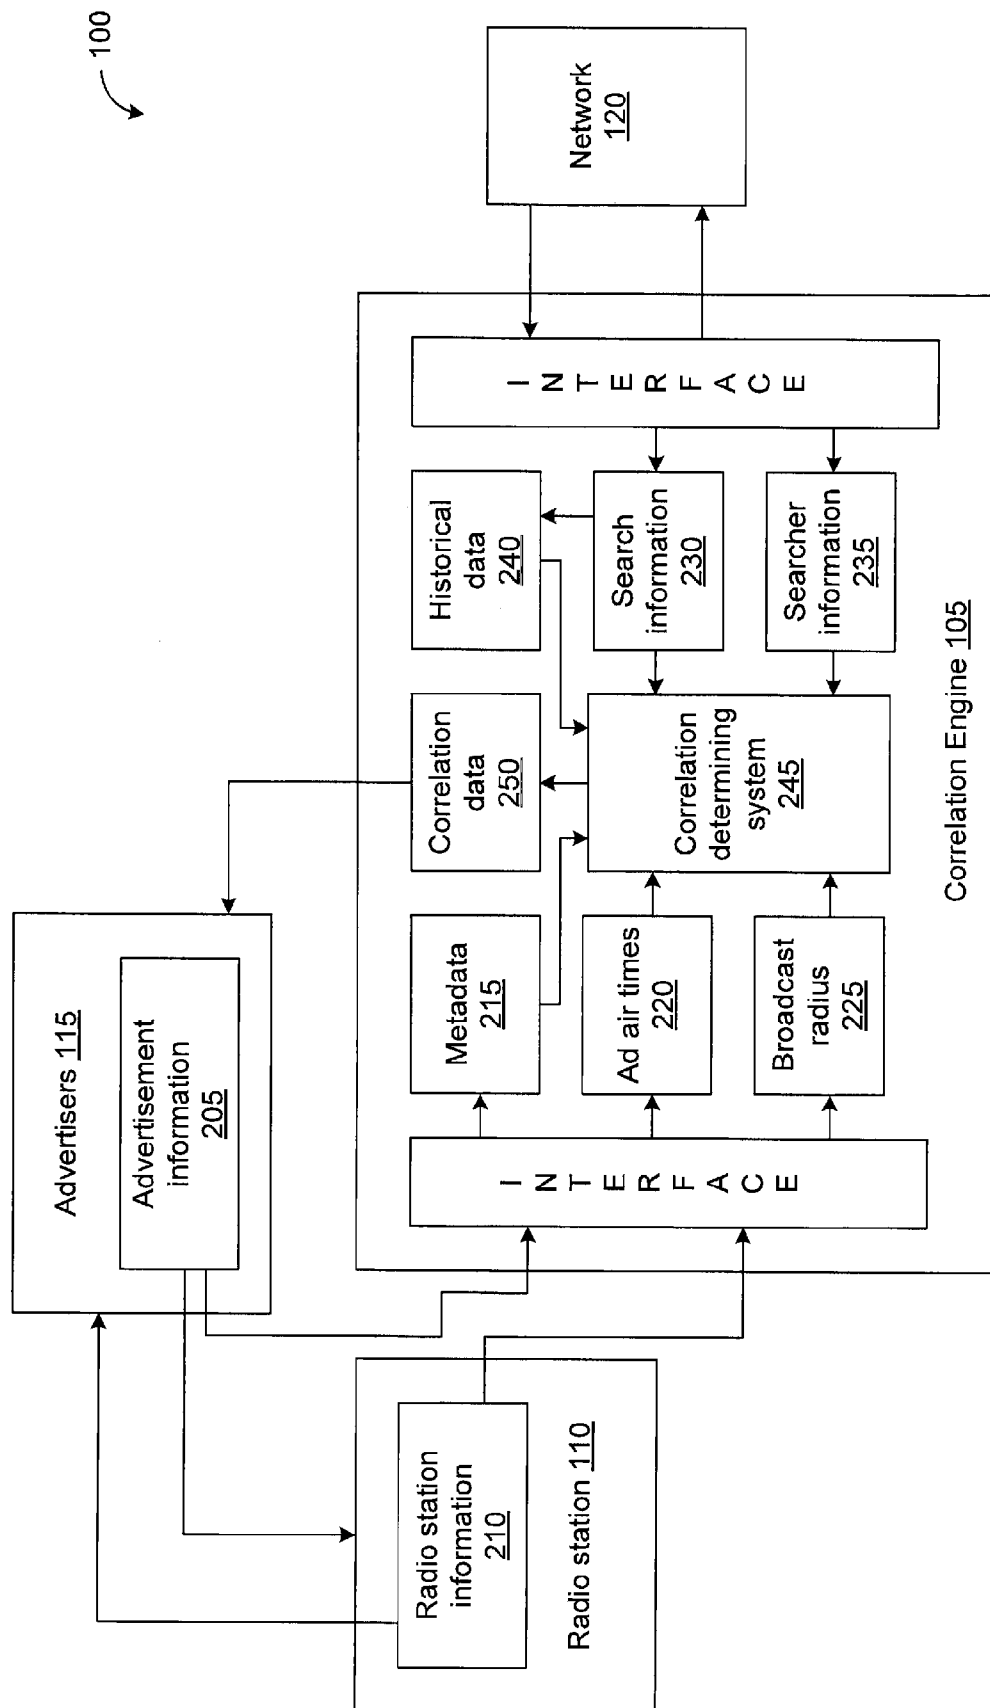 100
Advertisers 115
Advertisement
information
205
Radio station
information
210
Radio station 110
INTERFACE
Metadata
215
Ad air times
220
Broadcast
radius
225
Correlation
data
250
Correlation
determining
system
245
Historical
data
240
Search
information
230
Searcher
information
235
INTERFACE
Network
120
Correlation Engine 105